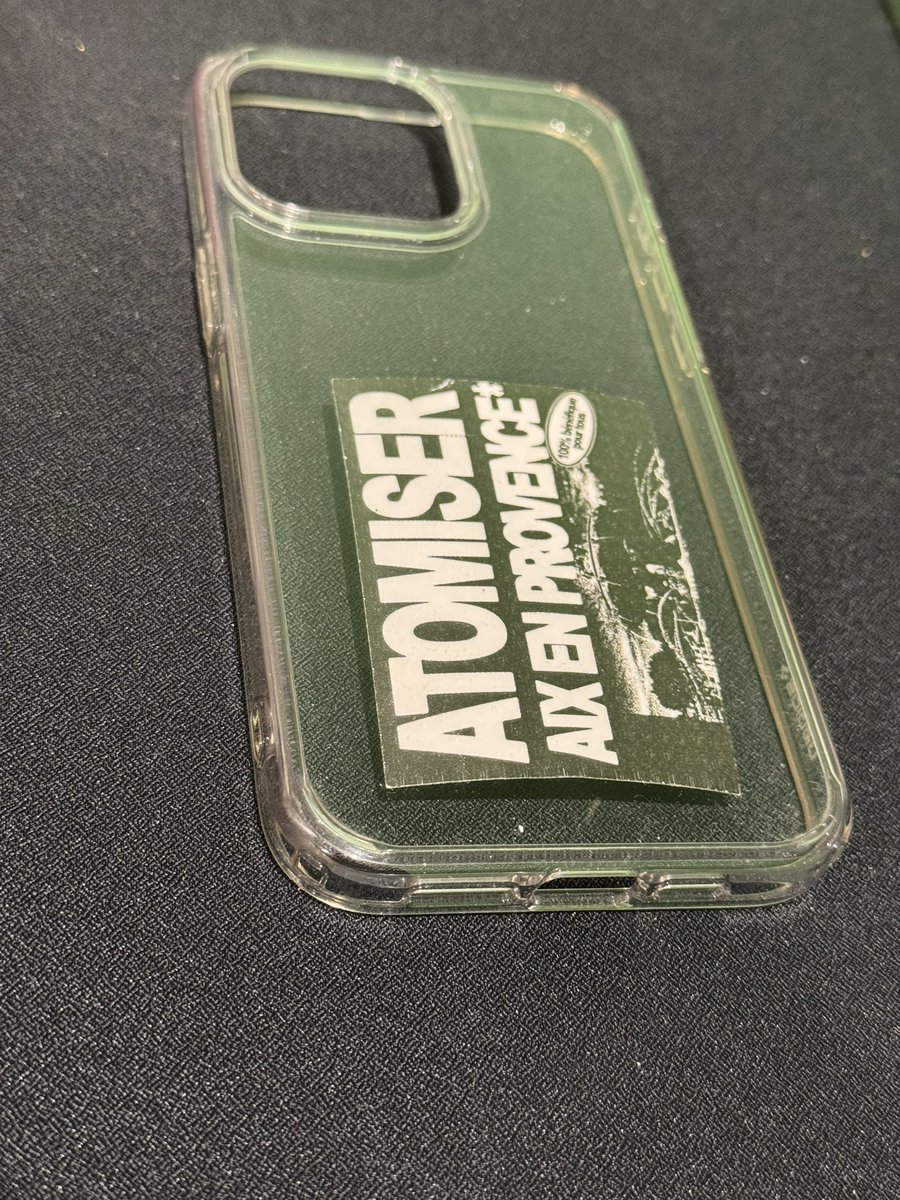 ATOMISER
AIX EN PROVENCE*
100% bénéfique
pour tous